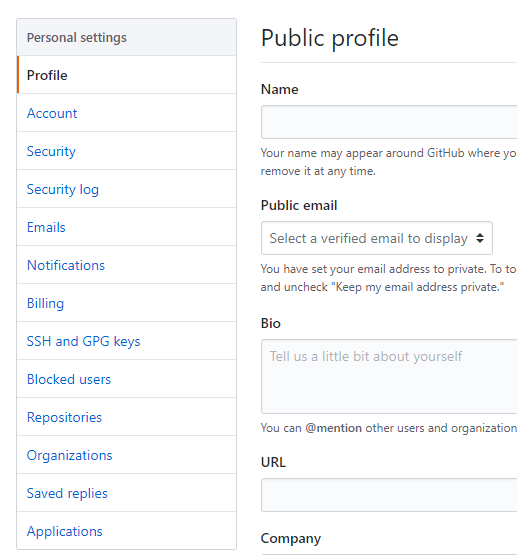 Personal settings
Profile
Account
Security
Security log
Emails
Notifications
Billing
SSH and GPG keys
Blocked users
Repositories
Organizations
Saved replies
Applications
Public profile
Name
Your name may appear around GitHub where
remove it at any time.
Public email
Select a verified email to display
You have set your email address to private. To
and uncheck "Keep my email address private."
Bio
Tell us a little bit about yourself
You can @mention other users and organization
URL
Company